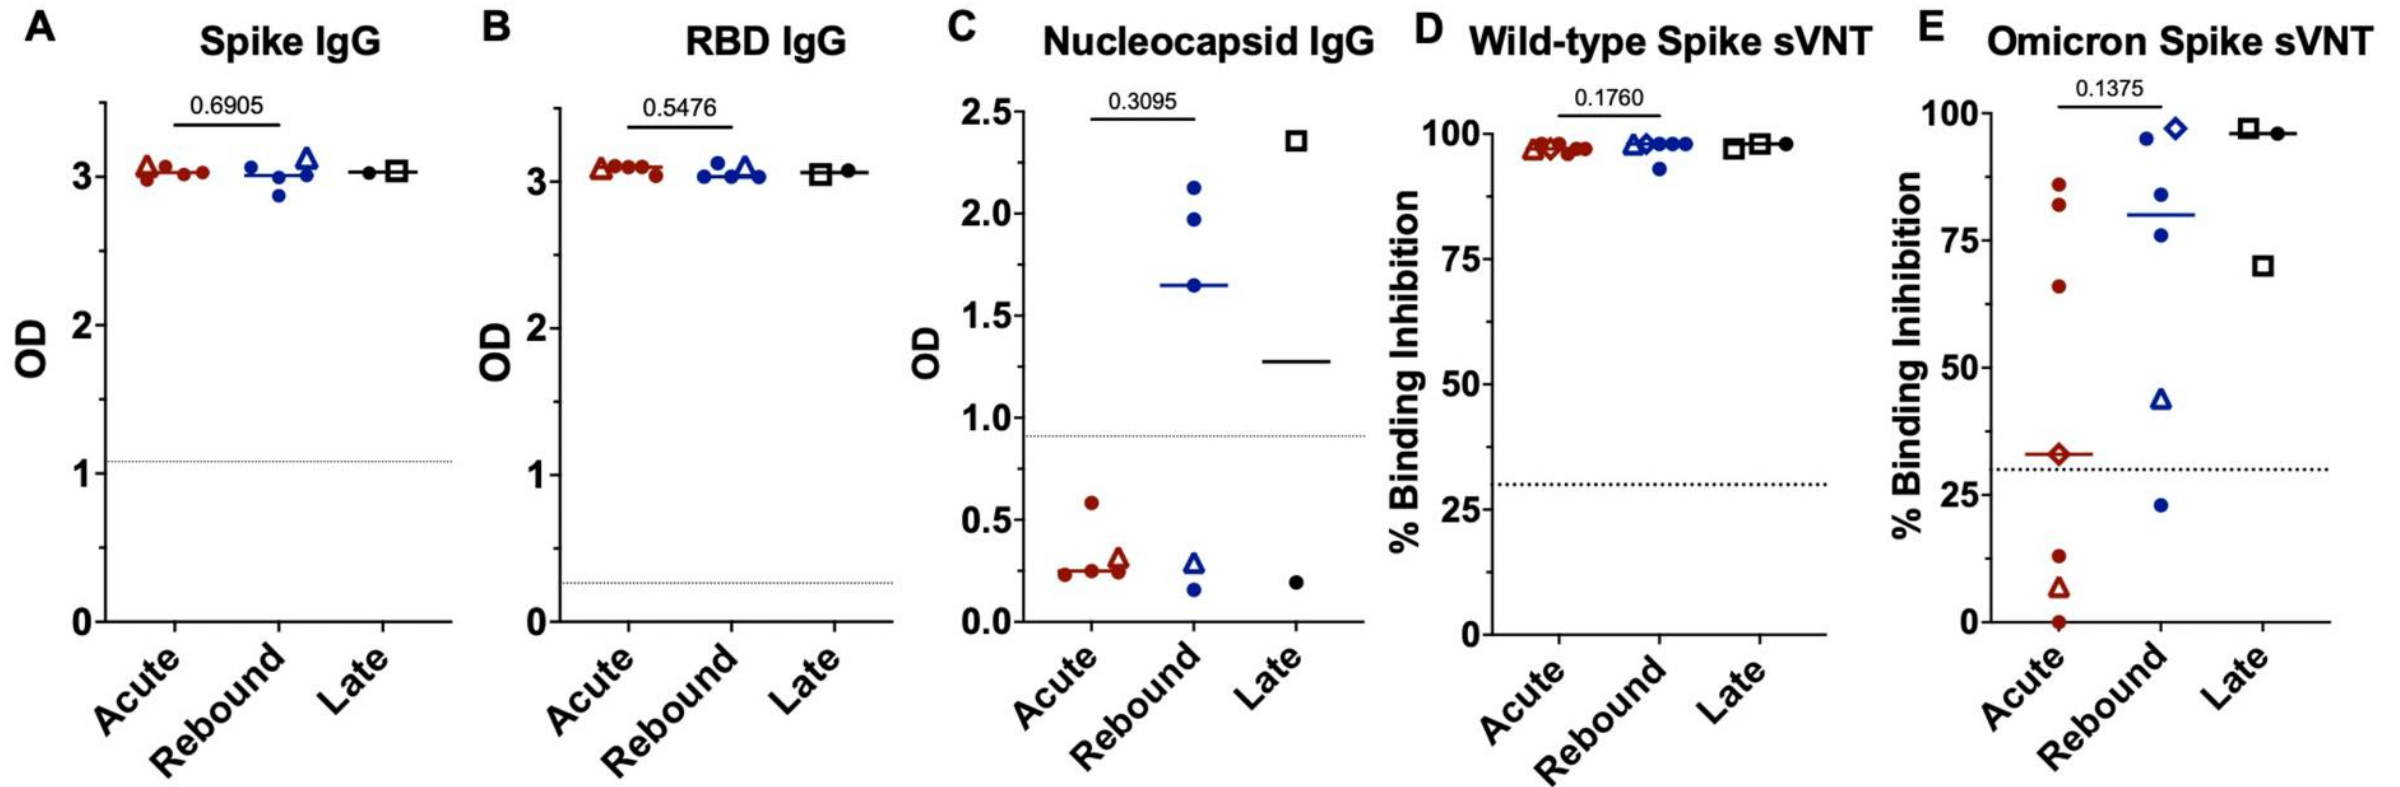 A Spike IgG
0.6905
OD
3
2
1
0
Acute
Rebound
Late
B RBD IgG
0.5476
OD
3
2
1
0
Acute
Rebound
Late
C Nucleocapsid IgG
0.3095
OD
2.5
2.0
1.5
1.0
0.5
0.0
Acute
Rebound
Late
D Wild-type Spike sVNT
0.1760
% Binding Inhibition
100
75
50
25
0
Acute
Rebound
Late
E Omicron Spike sVNT
0.1375
% Binding Inihibition
100
75
50
25
0
Acute
Rebound
Late